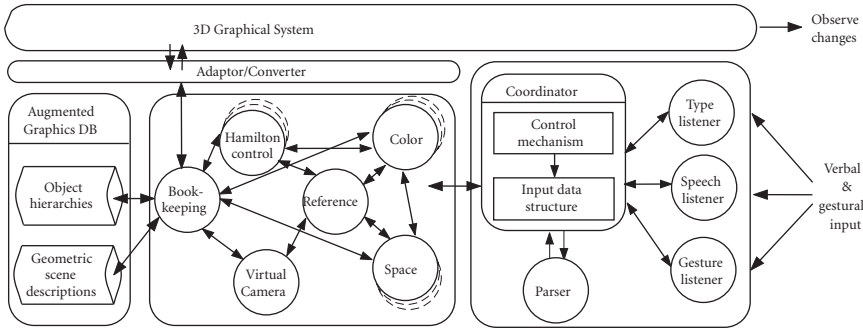 3D Graphical System
Observe
changes
Adaptor/Converter
Augmented
Graphics DB
Object
hierarchies
Geometric
scene
descriptions
Book-
keeping
Hamilton
control
Color
Reference
Virtual
Camera
Space
Coordinator
Control
mechanism
Input data
structure
Parser
Type
listener
Speech
listener
Gesture
listener
Verbal
&
gestural
input